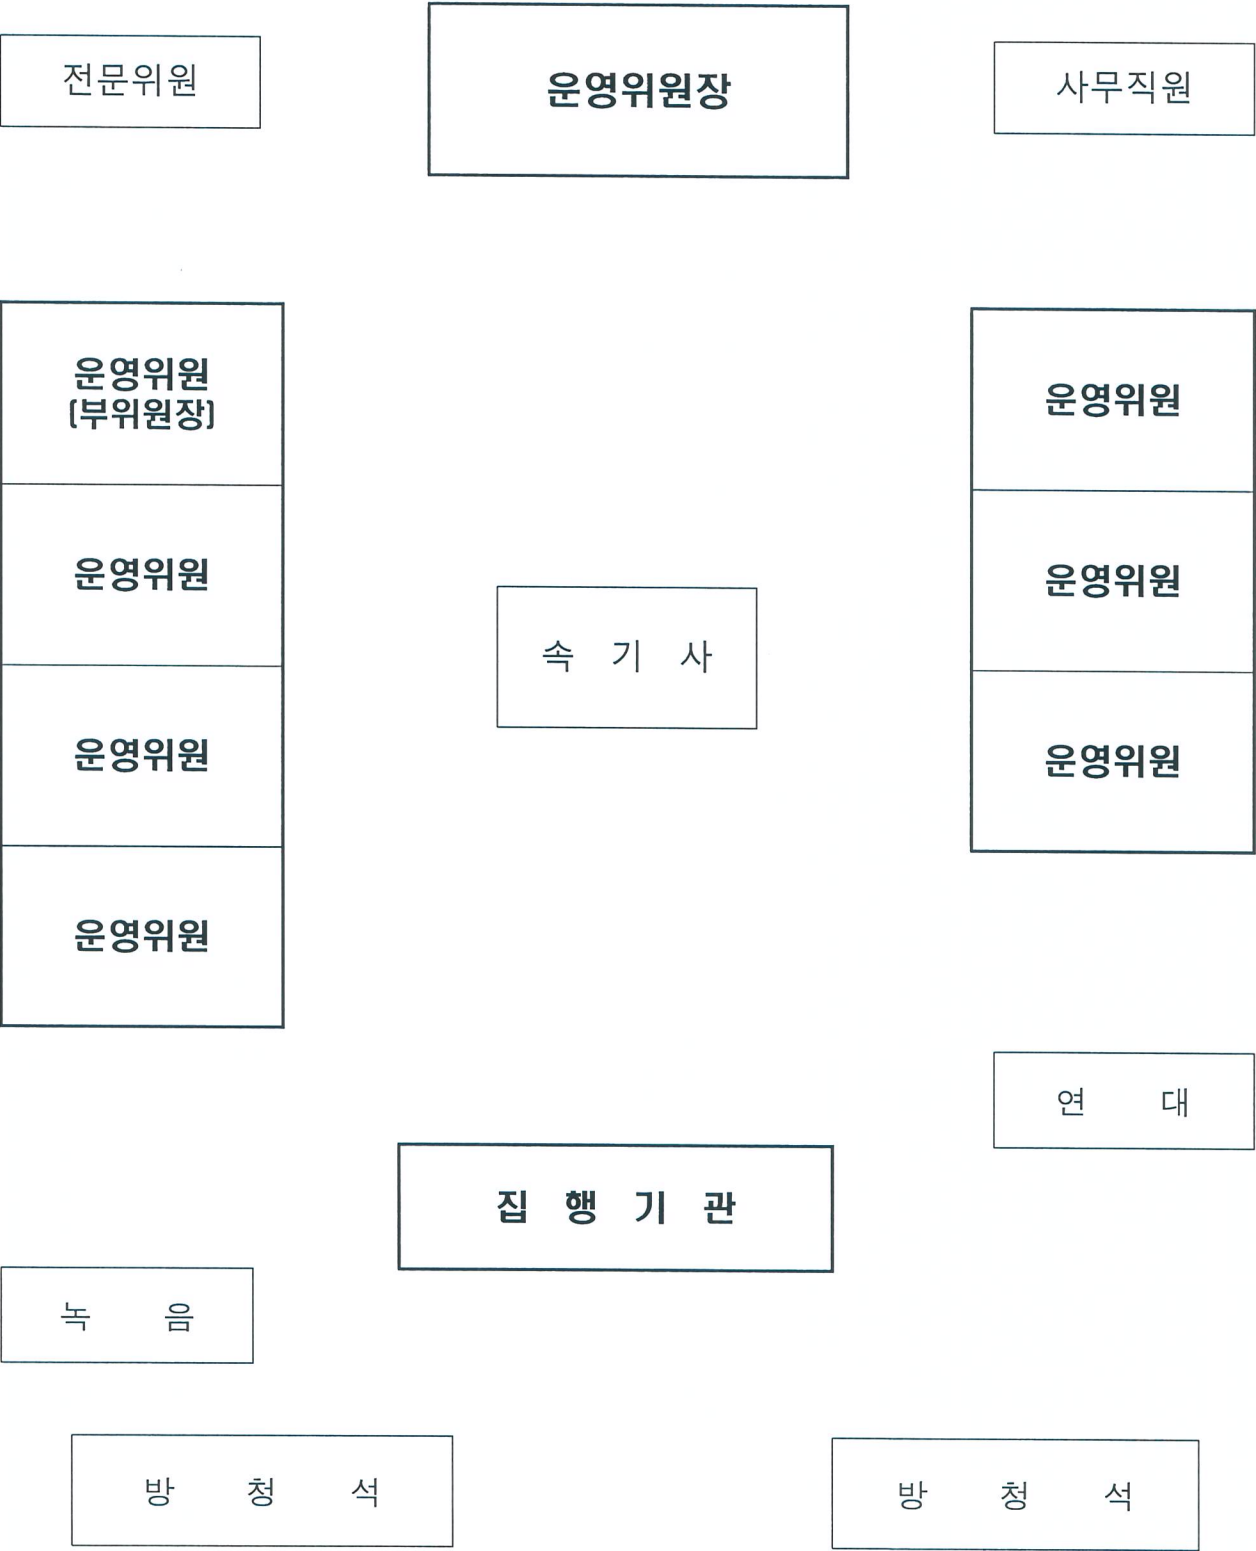 전문위원
운영위원장
사무직원
운영위원
(부위원장)
운영위원
운영위원
운영위원
속 기 사
운영위원
운영위원
운영위원
연 대
집 행 기 관
녹 음
방 청 석
방 청 석